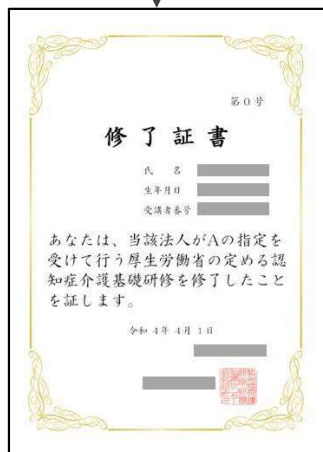 第0号
修了証書
氏 名
生年月日
受講者番号
あなたは、当該法人がAの指定を
受けて行う厚生労働省の定める認
知症介護基礎研修を修了したこと
を証します。
令和 4年 4月 1日